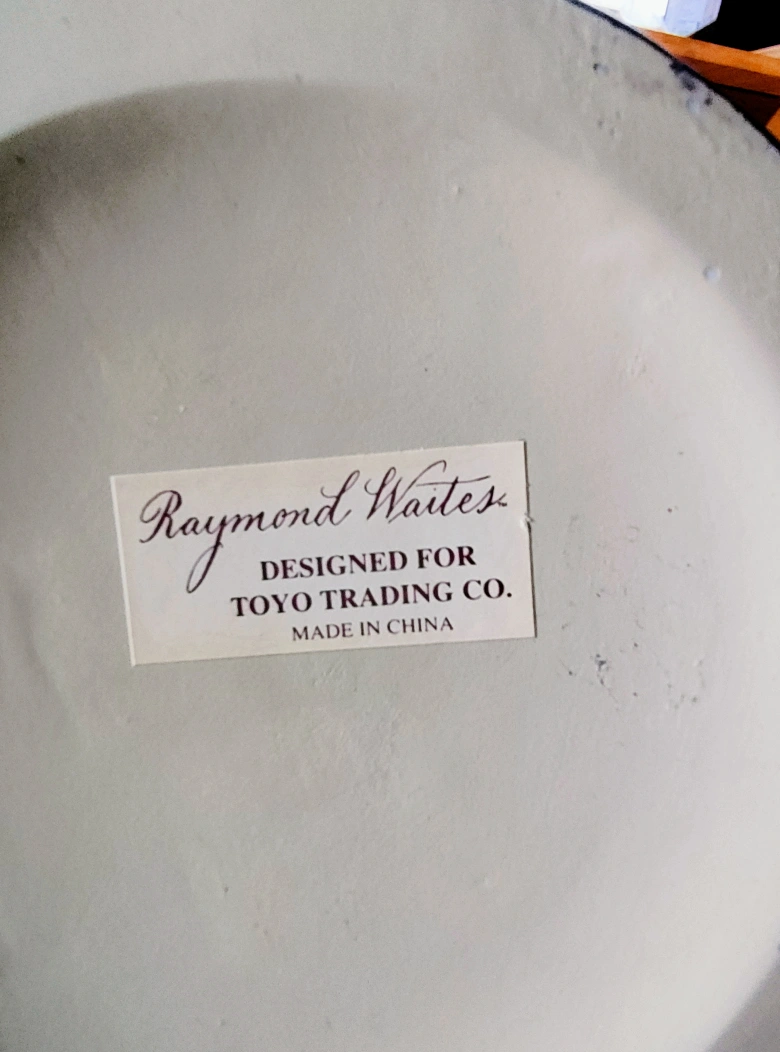 Raymond Waites
DESIGNED FOR
TOYO TRADING CO.
MADE IN CHINA